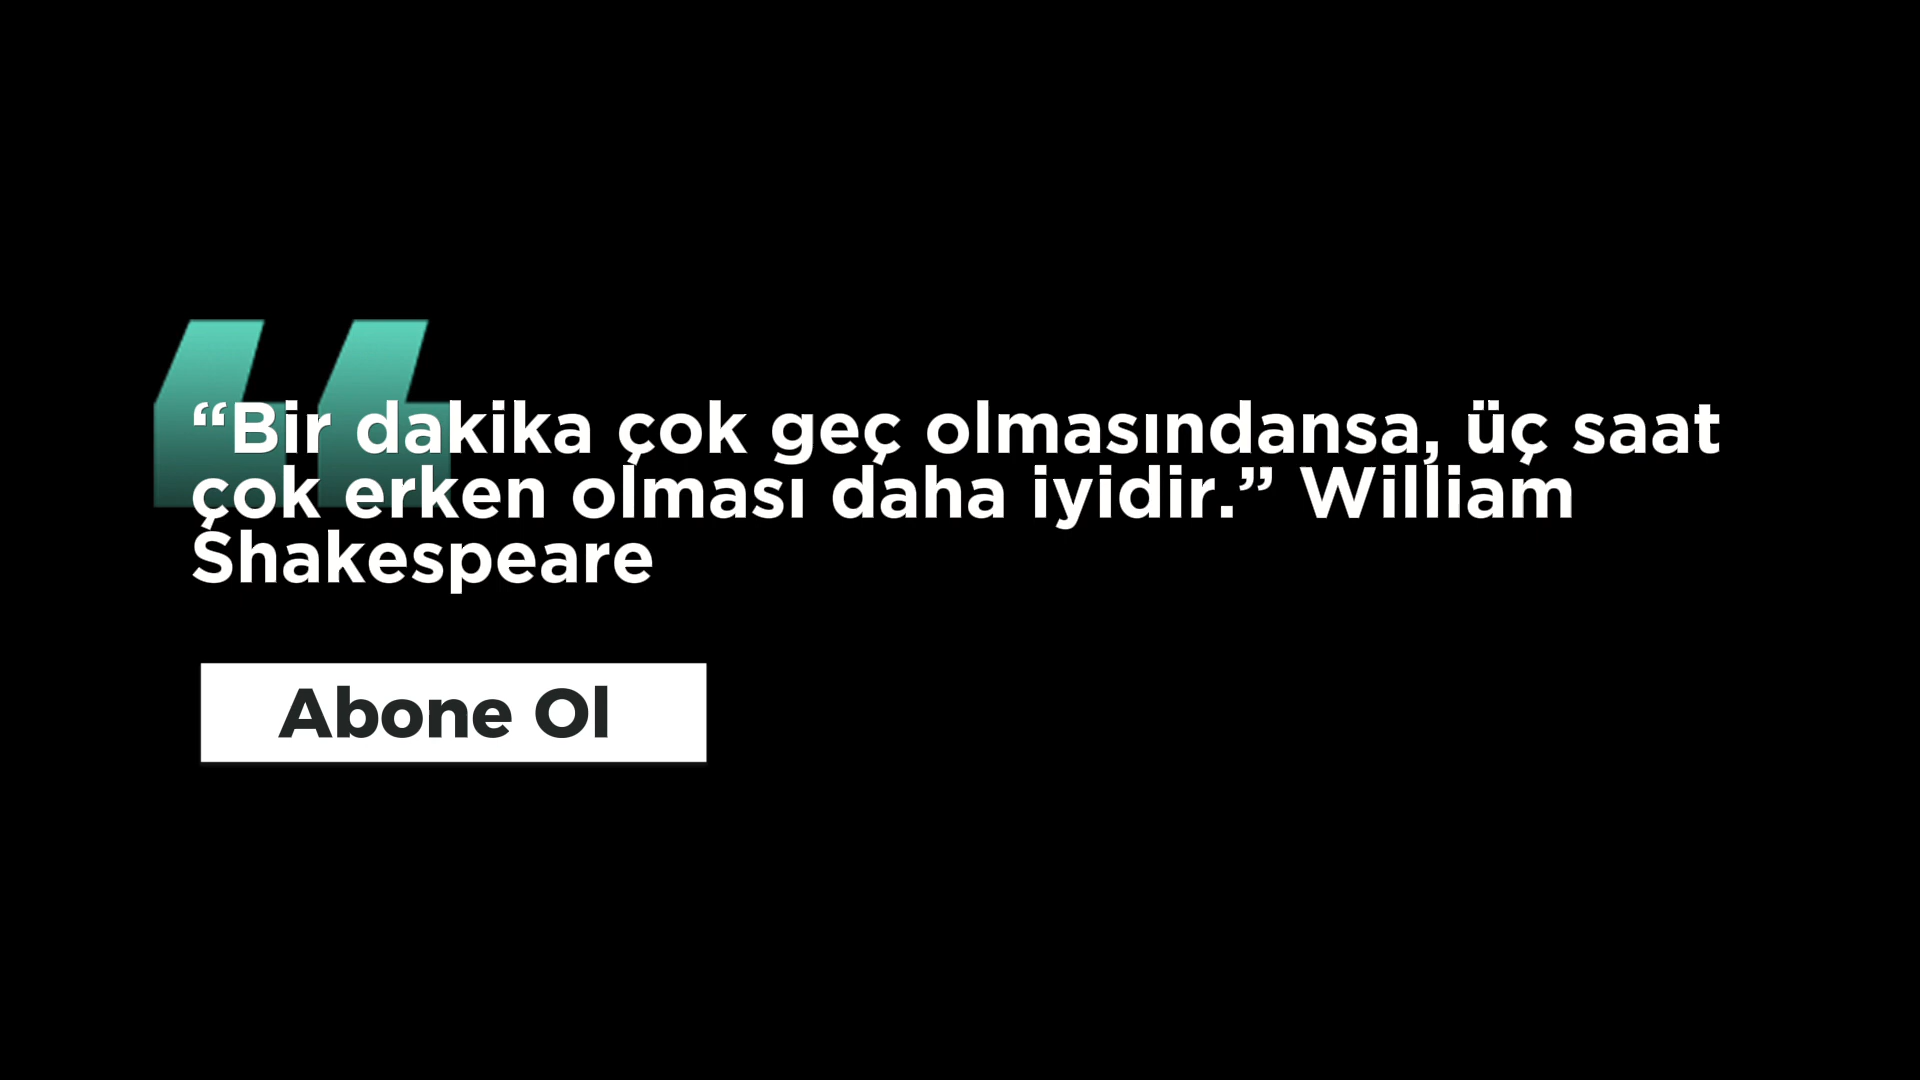 “Bir dakika çok geç olmasındansa, üç saat
çok erken olması daha iyidir.” William
Shakespeare
Abone Ol